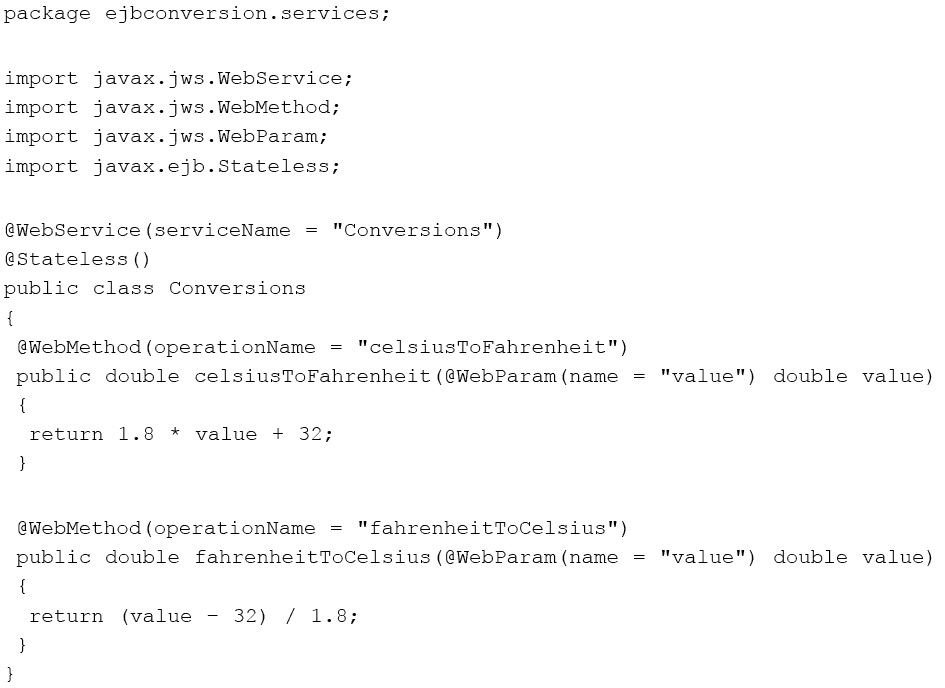 package ejbconversion.services;
import javax.jws.WebService;
import javax.jws.WebMethod;
import javax.jws.WebParam;
import javax.ejb.Stateless;
@WebService(serviceName = "Conversions")
@Stateless()
public class Conversions
{
@WebMethod(operationName = "celsiusToFahrenheit")
public double celsiusToFahrenheit(@WebParam(name = "value") double value)
{
return 1.8 * value + 32;
}
@WebMethod(operationName = "fahrenheitToCelsius")
public double fahrenheitToCelsius(@WebParam(name = "value") double value)
{
return (value – 32) / 1.8;
}
}